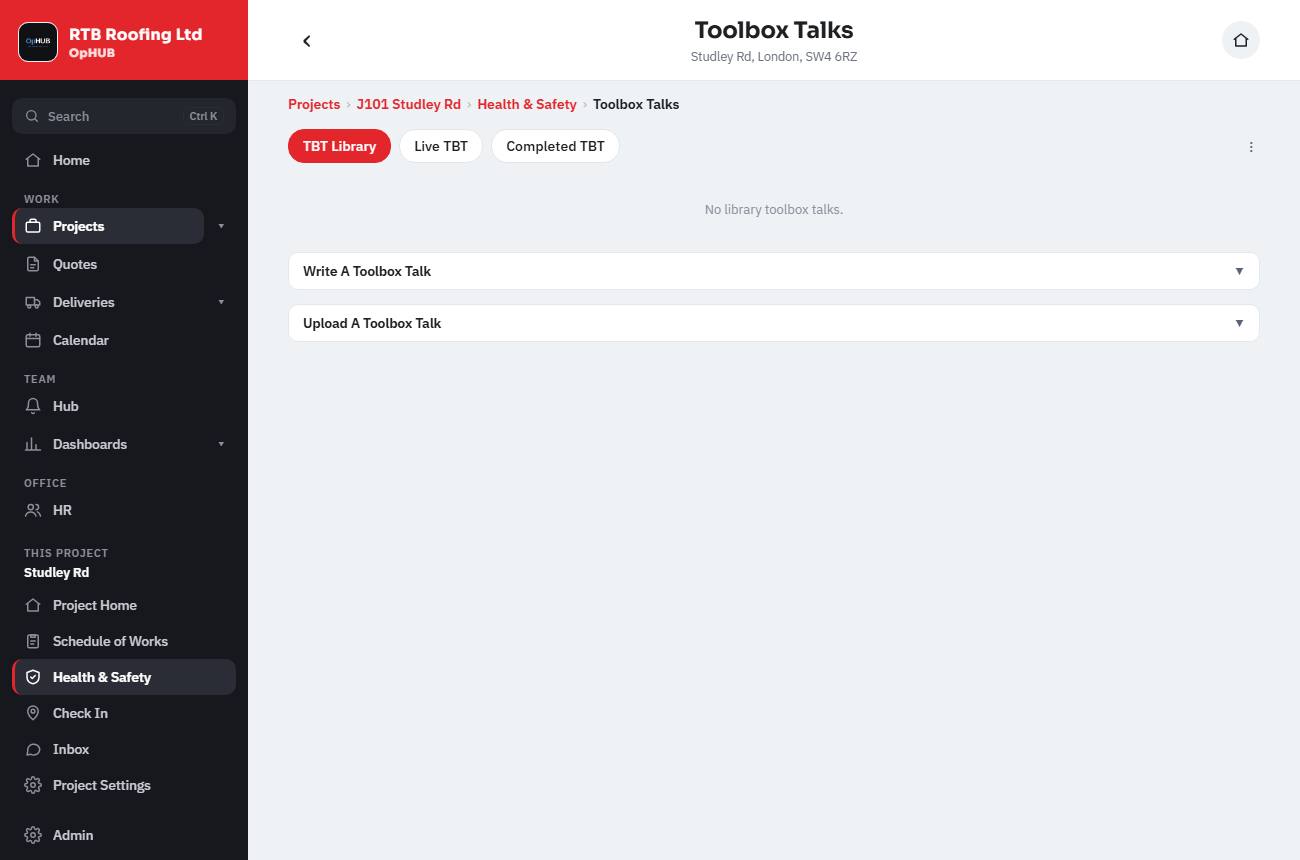 OpHUB
RTB Roofing Ltd
OpHUB
Search
Ctrl K
Home
WORK
Projects
Quotes
Deliveries
Calendar
TEAM
Hub
Dashboards
OFFICE
HR
THIS PROJECT
Studley Rd
Project Home
Schedule of Works
Health & Safety
Check In
Inbox
Project Settings
Admin
Toolbox Talks
Studley Rd, London, SW4 6RZ
Projects › J101 Studley Rd › Health & Safety › Toolbox Talks
TBT Library
Live TBT
Completed TBT
No library toolbox talks.
Write A Toolbox Talk
Upload A Toolbox Talk